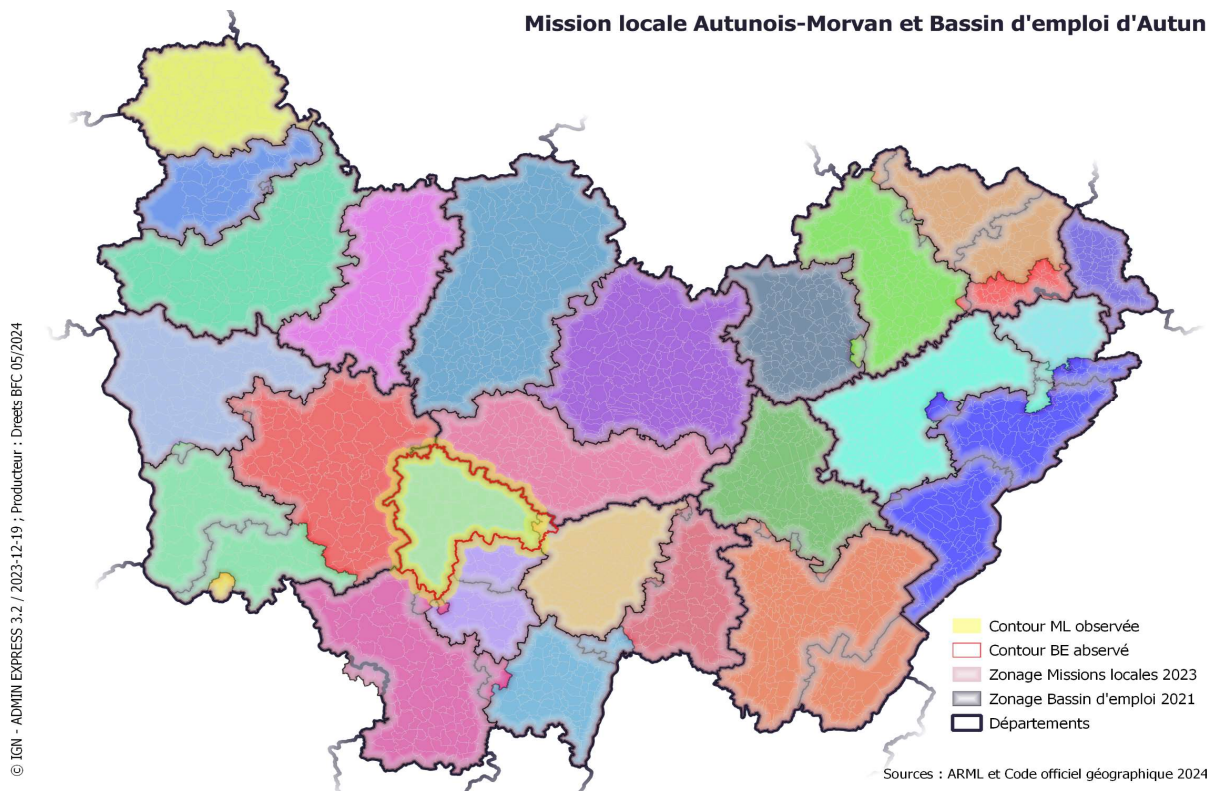 Mission locale Autunois-Morvan et Bassin d'emploi d'Autun
© IGN - ADMIN EXPRESS 3.2 / 2023-12-19 ; Producteur : Dreets BFC 05/2024
Contour ML observée
Contour BE abservé
Zonage Missions locales 2023
Zonage Bassin d'emploi 2021
Départements
Sources : ARML et Code officiel géographique 2024